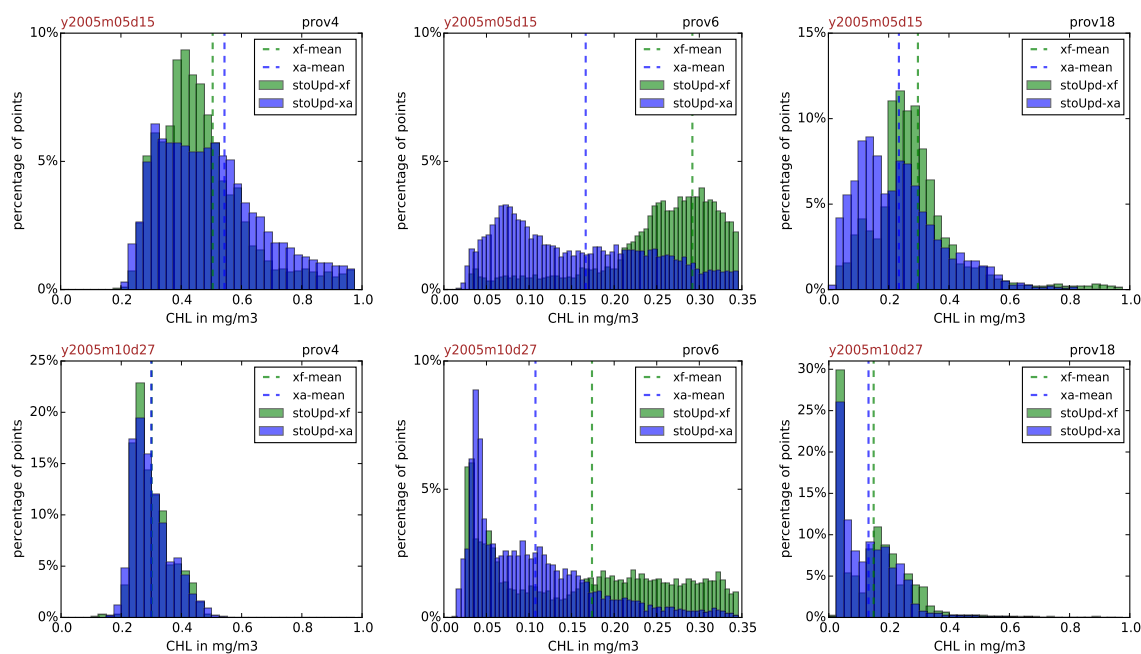 y2005m05d15 prov4
10%
5%
0%
percentage of points
xf-mean
xa-mean
stoUpd-xf
stoUpd-xa
0.0 0.2 0.4 0.6 0.8 1.0
CHL in mg/m3
y2005m05d15 prov6
10%
5%
0%
percentage of points
xf-mean
xa-mean
stoUpd-xf
stoUpd-xa
0.0 0.05 0.10 0.15 0.20 0.25 0.30 0.35
CHL in mg/m3
y2005m05d15 prov18
15%
10%
5%
0%
percentage of points
xf-mean
xa-mean
stoUpd-xf
stoUpd-xa
0.0 0.2 0.4 0.6 0.8 1.0
CHL in mg/m3
y2005m10d27 prov4
25%
20%
15%
10%
5%
0%
percentage of points
xf-mean
xa-mean
stoUpd-xf
stoUpd-xa
0.0 0.2 0.4 0.6 0.8 1.0
CHL in mg/m3
y2005m10d27 prov6
10%
5%
0%
percentage of points
xf-mean
xa-mean
stoUpd-xf
stoUpd-xa
0.0 0.05 0.10 0.15 0.20 0.25 0.30 0.35
CHL in mg/m3
y2005m10d27 prov18
30%
25%
20%
15%
10%
5%
0%
percentage of points
xf-mean
xa-mean
stoUpd-xf
stoUpd-xa
0.0 0.2 0.4 0.6 0.8 1.0
CHL in mg/m3